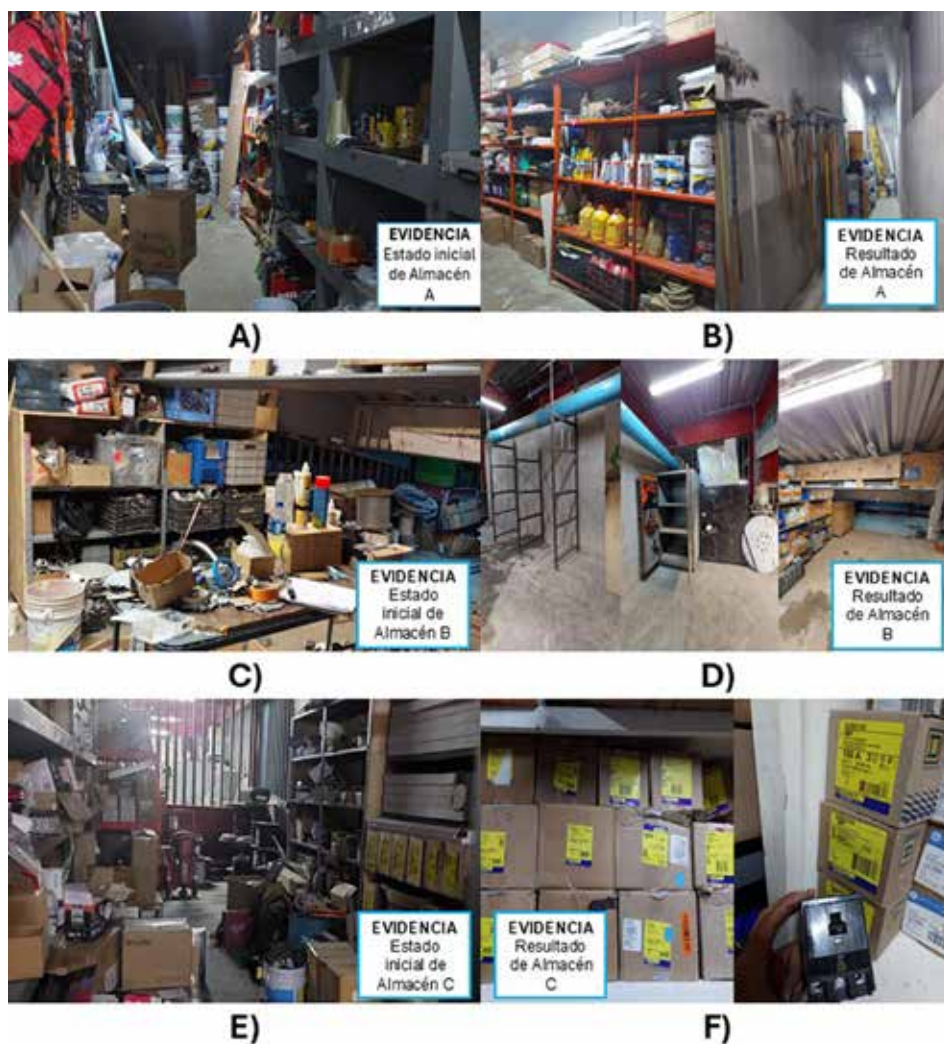 EVIDENCIA
Estado inicial
de Almacén
A
EVIDENCIA
Resultado
de Almacén
A
A)
B)
EVIDENCIA
Estado
inicial de
Almacén B
EVIDENCIA
Resultado
de Almacén
B
C)
D)
EVIDENCIA
Estado
inicial de
Almacén C
EVIDENCIA
Resultado
de Almacén
C
E)
F)